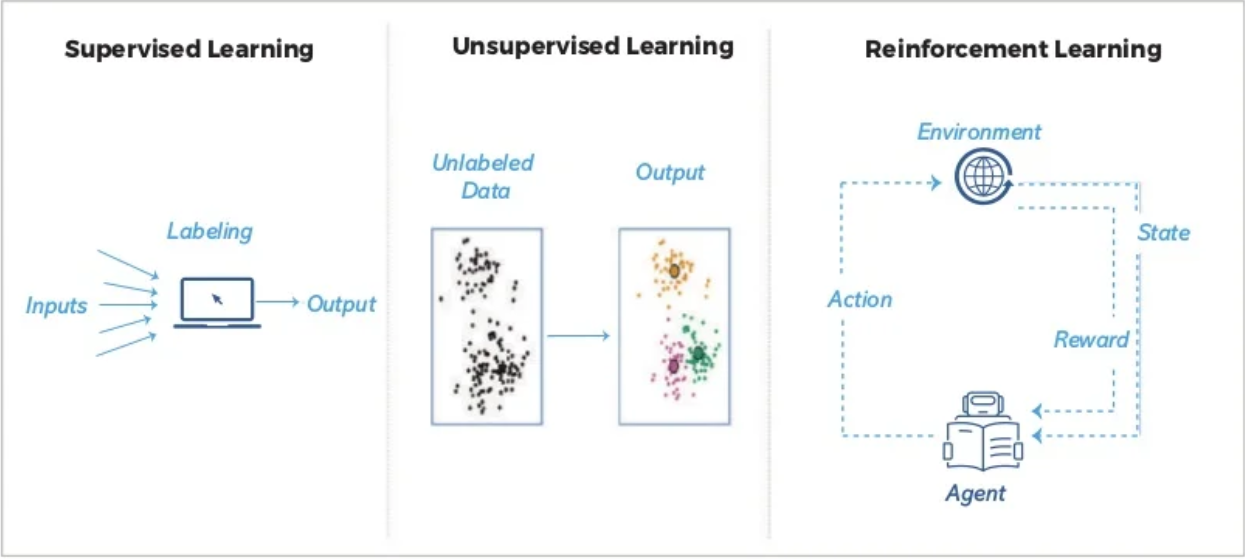 Supervised Learning
Labeling
Inputs
Output
Unsupervised Learning
Unlabeled
Data
Output
Reinforcement Learning
Environment
State
Action
Reward
Agent